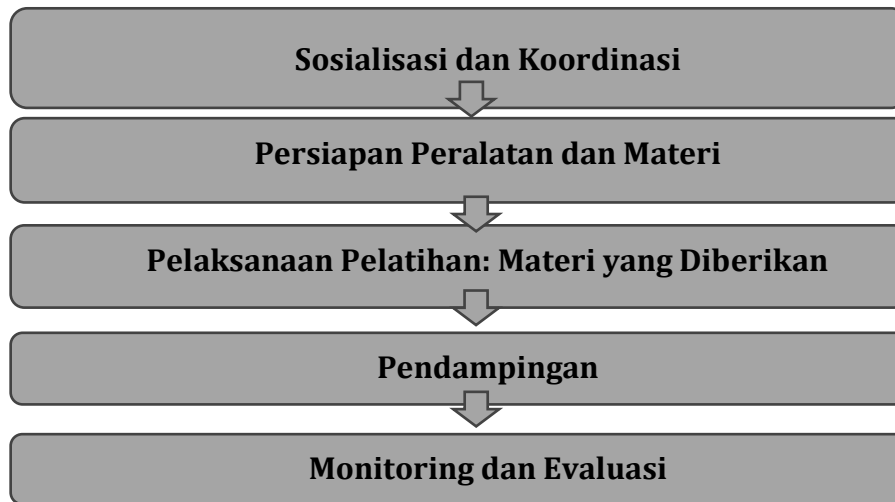 Sosialisasi dan Koordinasi
Persiapan Peralatan dan Materi
Pelaksanaan Pelatihan: Materi yang Diberikan
Pendampingan
Monitoring dan Evaluasi